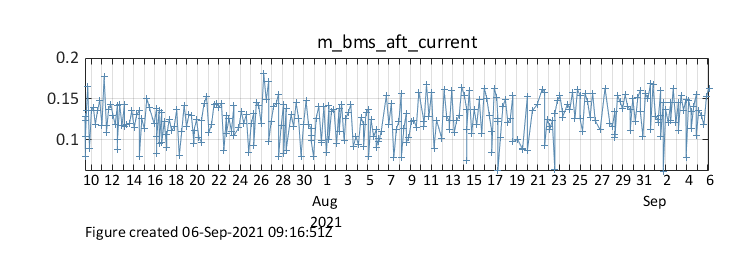 m_bms_aft_current
0.2
0.15
0.1
10 12 14 16 18 20 22 24 26 28 30 1 3 5 7 9 11 13 15 17 19 21 23 25 27 29 31 2 4 6
Aug Sep
2021
Figure created 06-Sep-2021 09:16:51Z